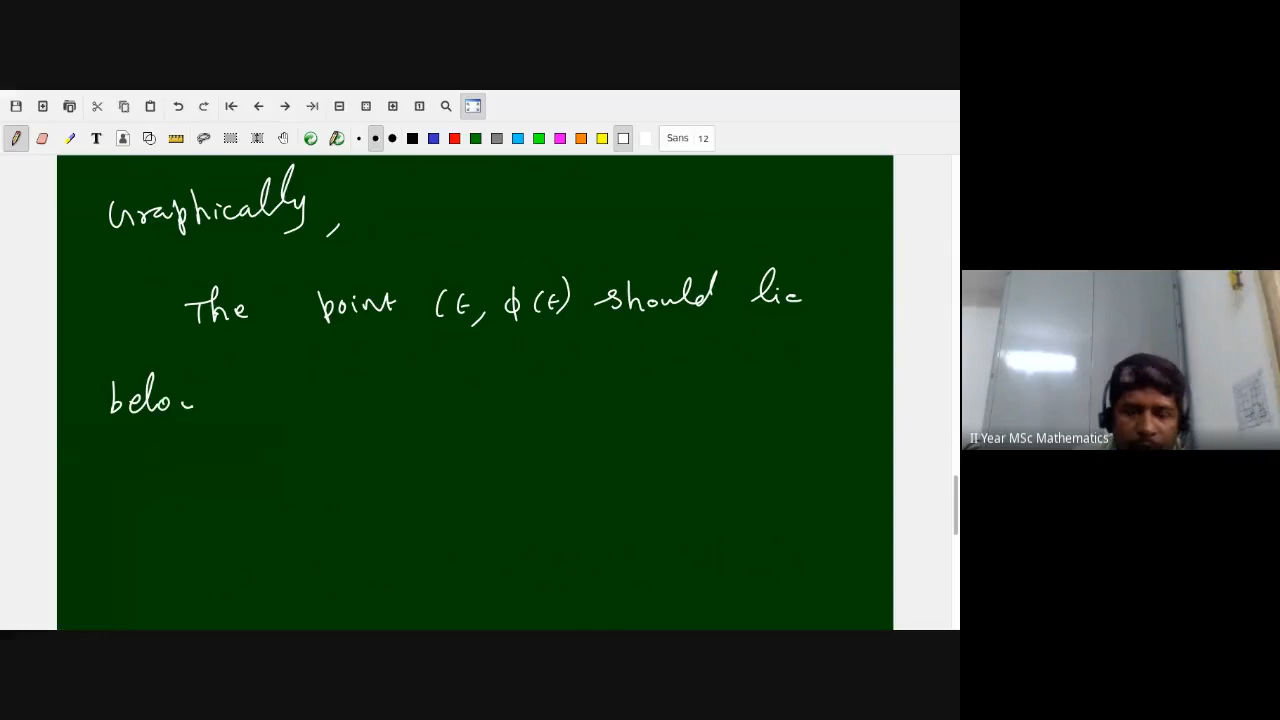 Sans 12
Graphically,
The point (t, φ(t) should lie
belo
II Year MSc Mathematics